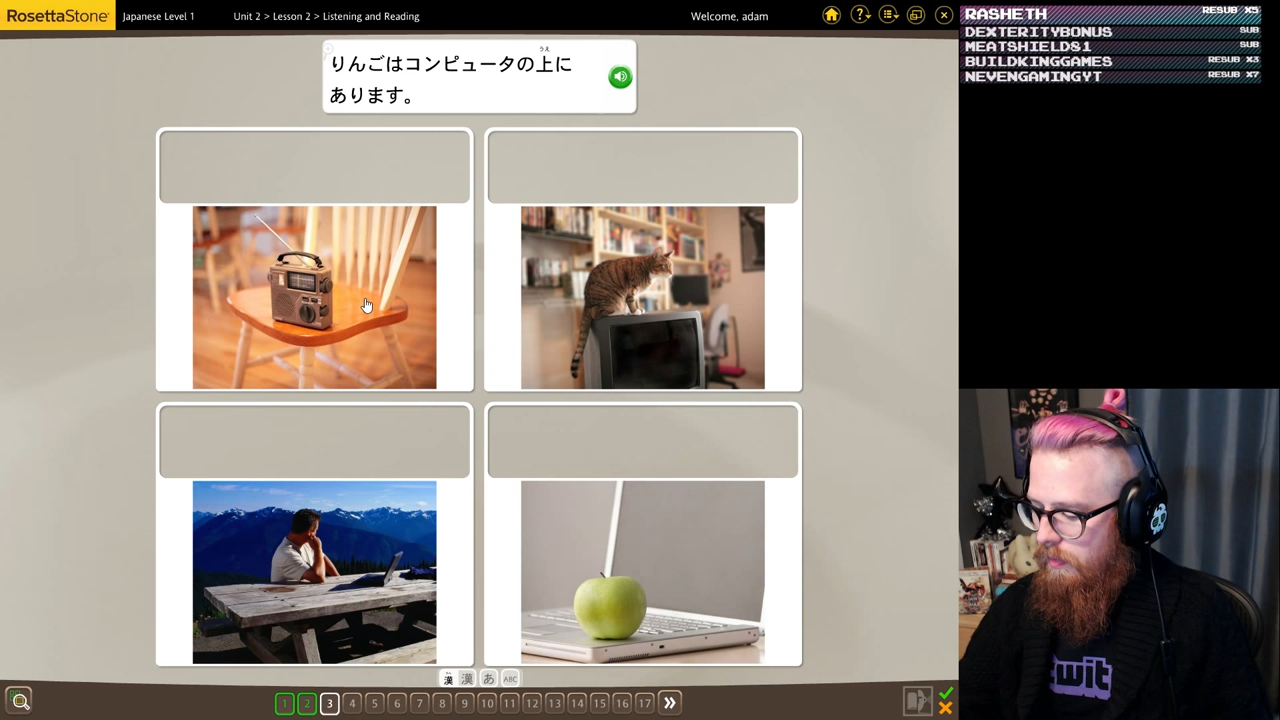 RosettaStone
Japanese Level 1
Unit 2 > Lesson 2 > Listening and Reading
Welcome, adam
RASHETH RESUB X5
DEXTERITYBONUS SUB
MEATSHIELD81 SUB
BUILDKINGGAMES RESUB X3
NEVENGAMINGYT RESUB X7
うえ
りんごはコンピュータの上に
あります。
漢 漢 あ ABC
1 2 3 4 5 6 7 8 9 10 11 12 13 14 15 16 17